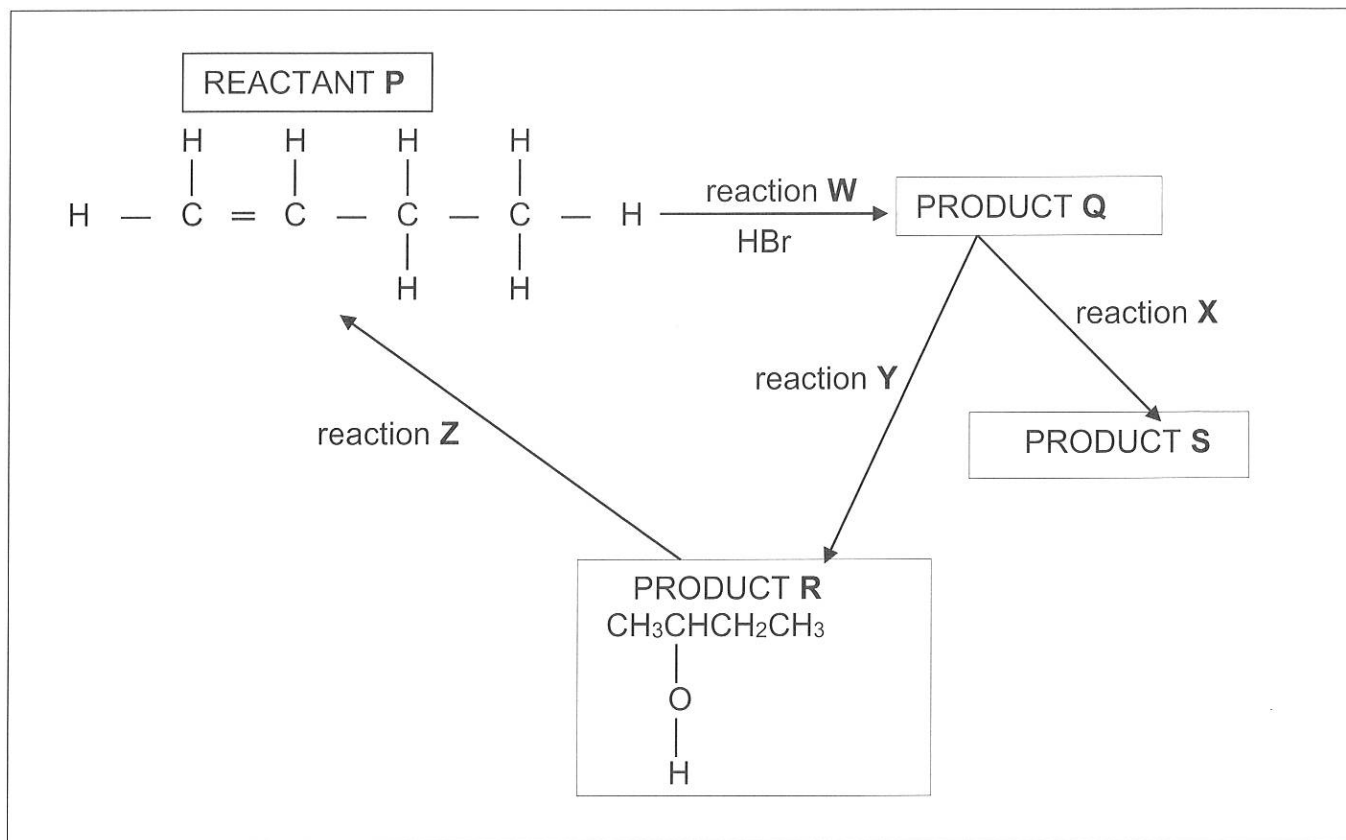 REACTANT P
H H H H
H — C = C — C — C — H
H H
reaction W
HBr
PRODUCT Q
reaction X
reaction Y
PRODUCT S
reaction Z
PRODUCT R
CH₃CHCH₂CH₃
O
H